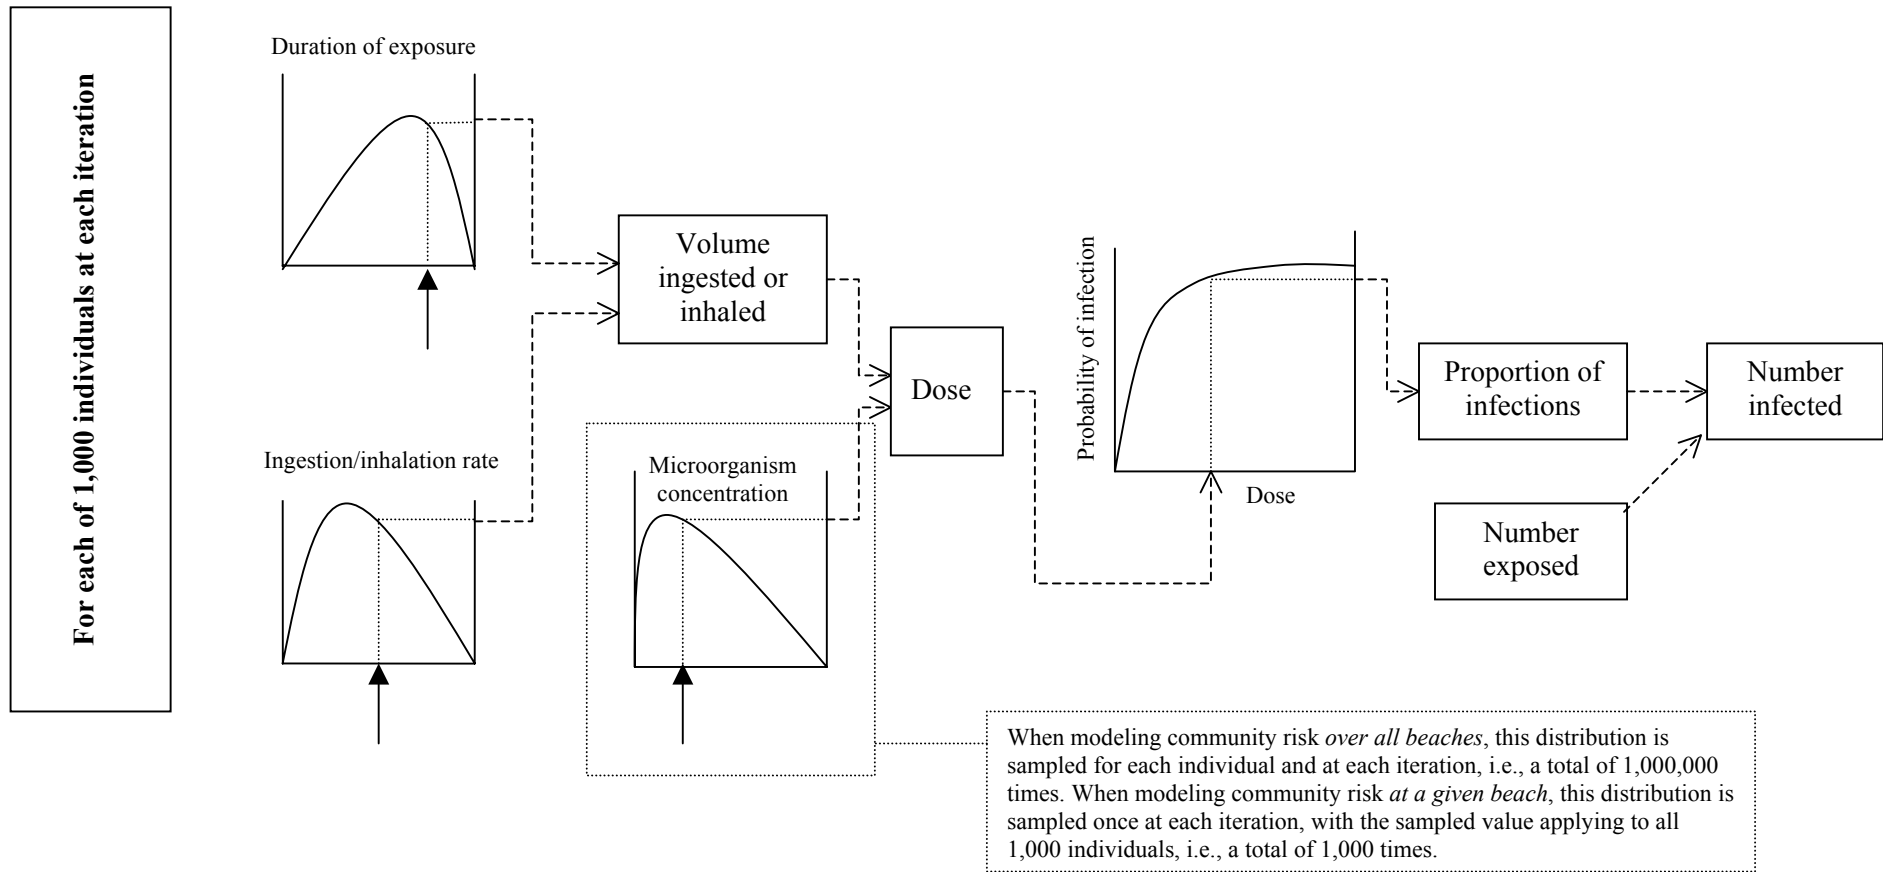 For each of 1,000 individuals at each iteration
Duration of exposure
Volume
ingested or
inhaled
Ingestion/inhalation rate
Microorganism
concentration
Dose
Probability of infection
Dose
Proportion of
infections
Number
infected
Number
exposed
When modeling community risk over all beaches, this distribution is
sampled for each individual and at each iteration, i.e., a total of 1,000,000
times. When modeling community risk at a given beach, this distribution is
sampled once at each iteration, with the sampled value applying to all
1,000 individuals, i.e., a total of 1,000 times.